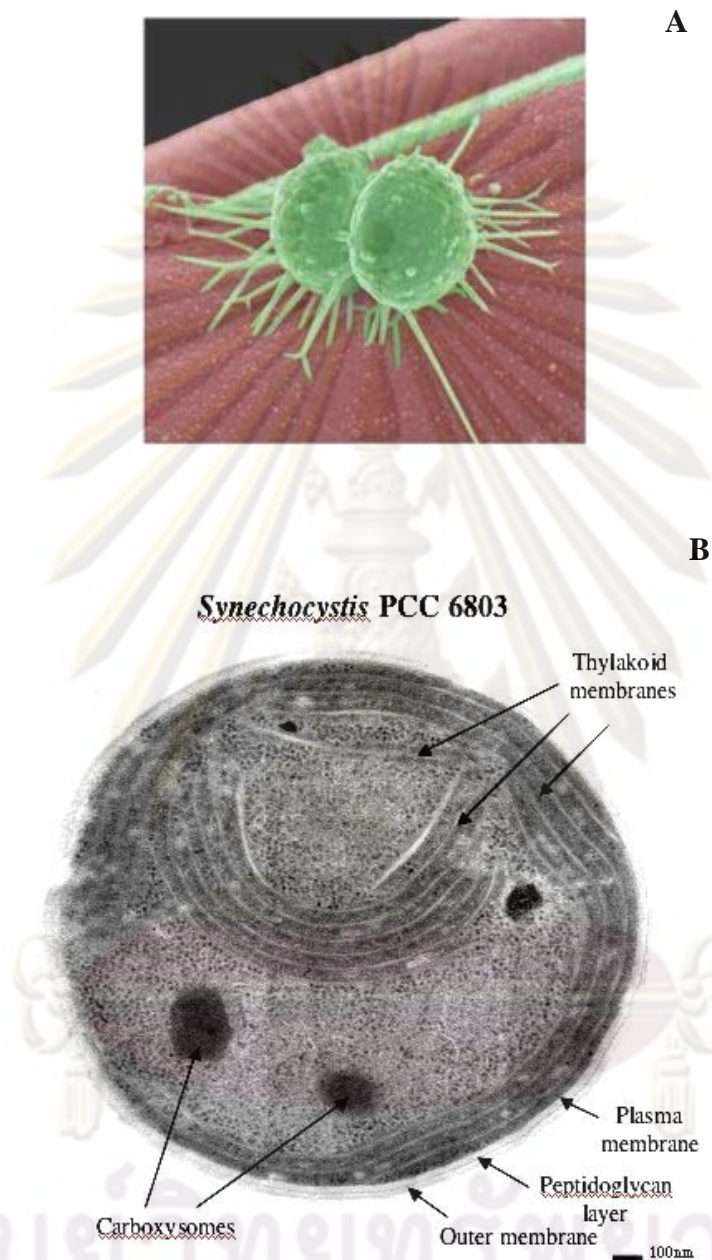 A
B
Synechocystis PCC 6803
Thylakoid
membranes
Plasma
membrane
Peptidoglycan
layer
Carboxysomes
Outer membrane
100nm